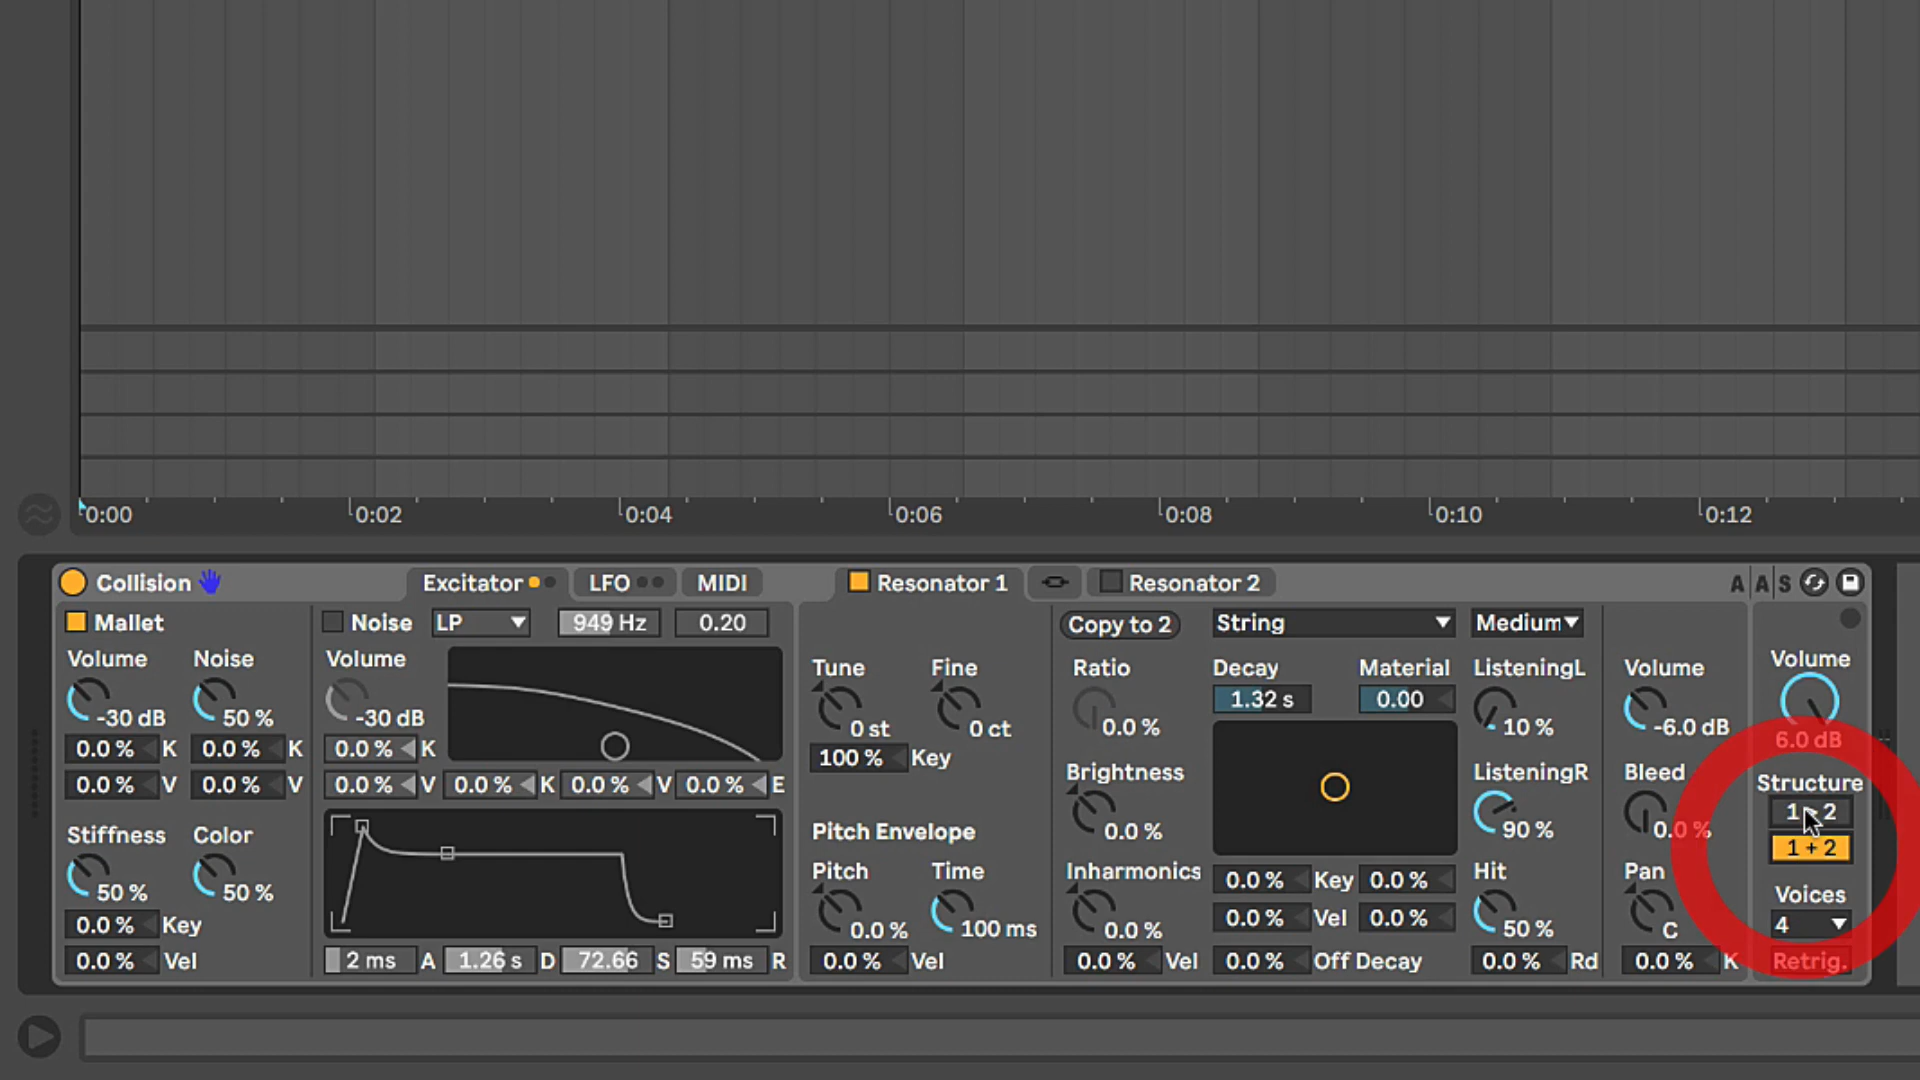 0:00 0:02 0:04 0:06 0:08 0:10 0:12
Collision Excitator LFO MIDI Resonator 1 Resonator 2 A A S
Mallet Noise LP 949 Hz 0.20 Copy to 2 String Medium
Volume Noise Volume Tune Fine Ratio Decay Material ListeningL Volume Volume
-30 dB 50 % -30 dB 0 st 0 ct 0.0 % 1.32 s 0.00 10 % -6.0 dB 6.0 dB
0.0 % K 0.0 % K 0.0 % K 100 % Key
0.0 % V 0.0 % V 0.0 % V 0.0 % K 0.0 % V 0.0 % E Brightness ListeningR Bleed Structure
0.0 % 90 % 0.0 % 1 2
Stiffness Color Pitch Envelope 1 + 2
50 % 50 % Pitch Time Inharmonics 0.0 % Key 0.0 % Hit Pan Voices
0.0 % Key 0.0 % 100 ms 0.0 % 0.0 % Vel 0.0 % 50 % C 4
0.0 % Vel 2 ms A 1.26 s D 72.66 S 59 ms R 0.0 % Vel 0.0 % Vel 0.0 % Off Decay 0.0 % Rd 0.0 % K Retrig.